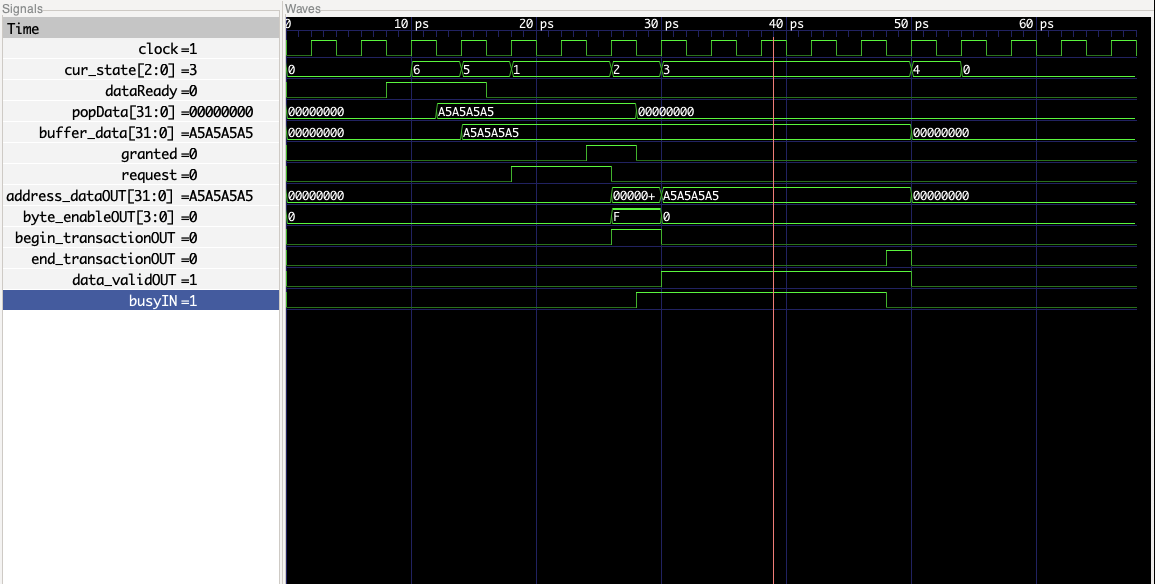 Signals Waves
Time 0 10 ps 20 ps 30 ps 40 ps 50 ps 60 ps
clock =1
cur_state[2:0] =3 0 6 5 1 2 3 4 0
dataReady =0
popData[31:0] =00000000 00000000 A5A5A5A5 00000000
buffer_data[31:0] =A5A5A5A5 00000000 A5A5A5A5 00000000
granted =0
request =0
address_dataOUT[31:0] =A5A5A5A5 00000000 00000+ A5A5A5A5 00000000
byte_enableOUT[3:0] =0 0 F 0
begin_transactionOUT =0
end_transactionOUT =0
data_validOUT =1
busyIN =1